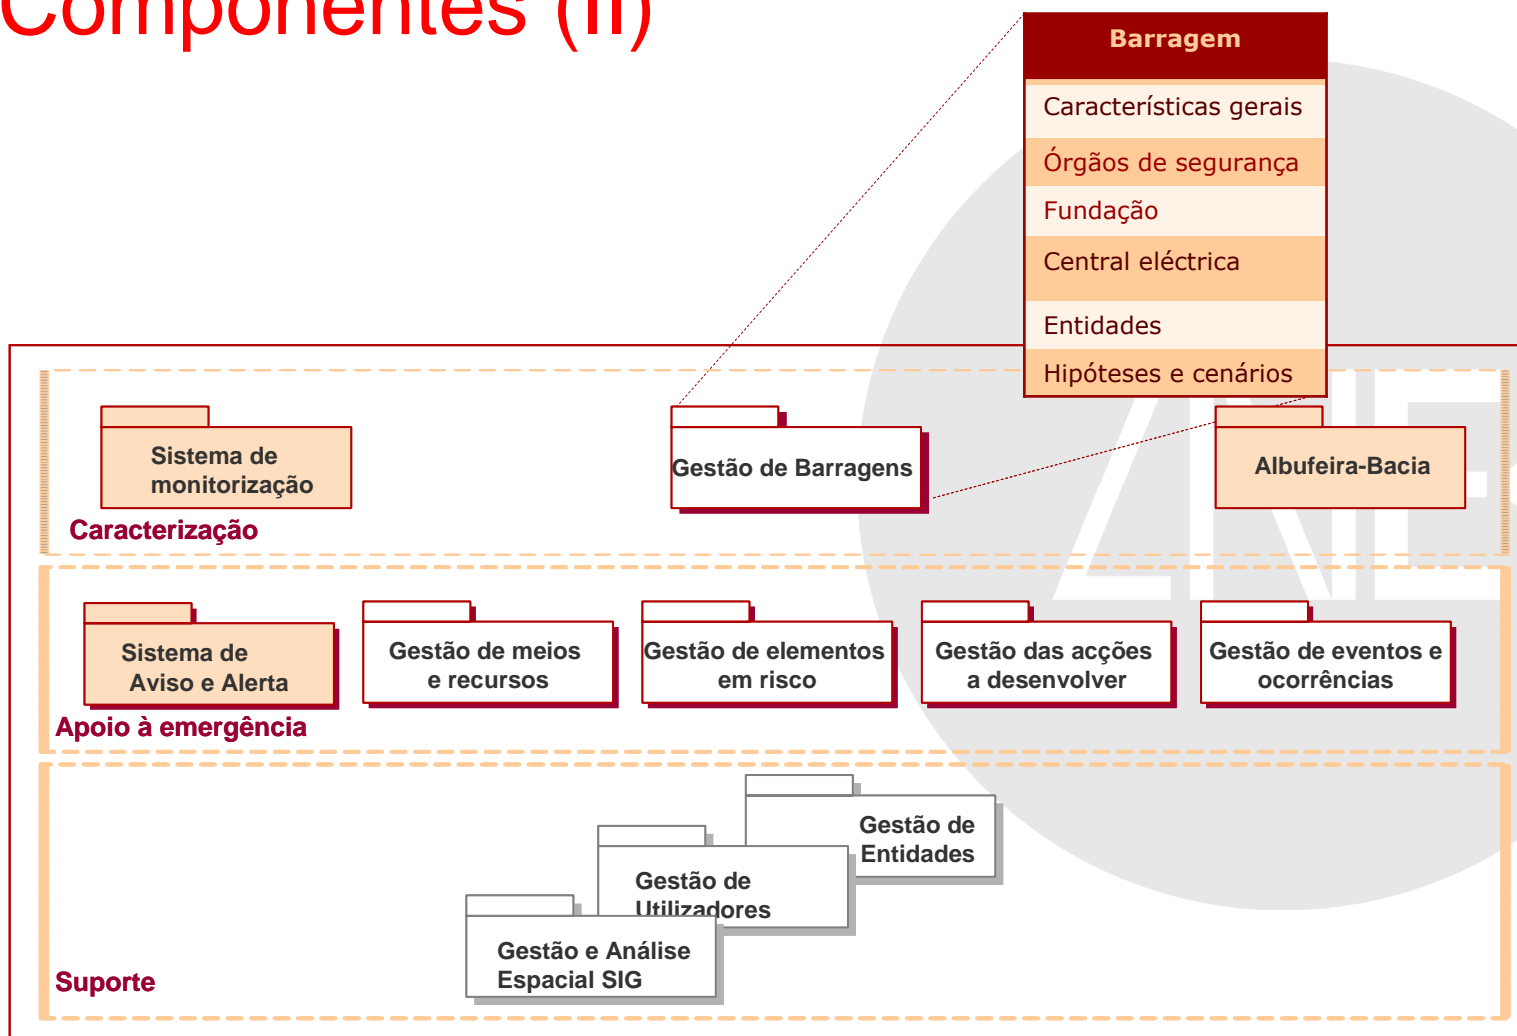 Componentes (II)
Barragem
Características gerais
Órgãos de segurança
Fundação
Central eléctrica
Entidades
Hipóteses e cenários
Sistema de
monitorização
Gestão de Barragens
Albufeira-Bacia
Caracterização
Sistema de
Aviso e Alerta
Gestão de meios
e recursos
Gestão de elementos
em risco
Gestão das acções
a desenvolver
Gestão de eventos e
ocorrências
Apoio à emergência
Gestão de
Entidades
Gestão de
Utilizadores
Gestão e Análise
Espacial SIG
Suporte